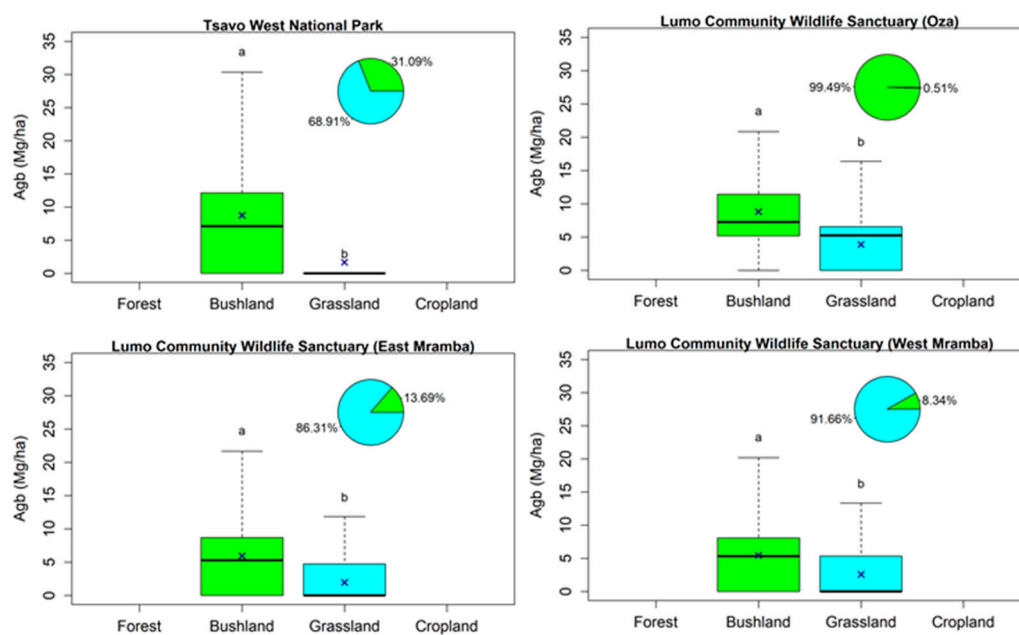 Tsavo West National Park
Agb (Mg/ha)
35
30
25
20
15
10
5
0
a
b
31.09%
68.91%
Forest Bushland Grassland Cropland
Lumo Community Wildlife Sanctuary (Oza)
Agb (Mg/ha)
35
30
25
20
15
10
5
0
a
b
99.49%
0.51%
Forest Bushland Grassland Cropland
Lumo Community Wildlife Sanctuary (East Mramba)
Agb (Mg/ha)
35
30
25
20
15
10
5
0
a
b
13.69%
86.31%
Forest Bushland Grassland Cropland
Lumo Community Wildlife Sanctuary (West Mramba)
Agb (Mg/ha)
35
30
25
20
15
10
5
0
a
b
8.34%
91.66%
Forest Bushland Grassland Cropland